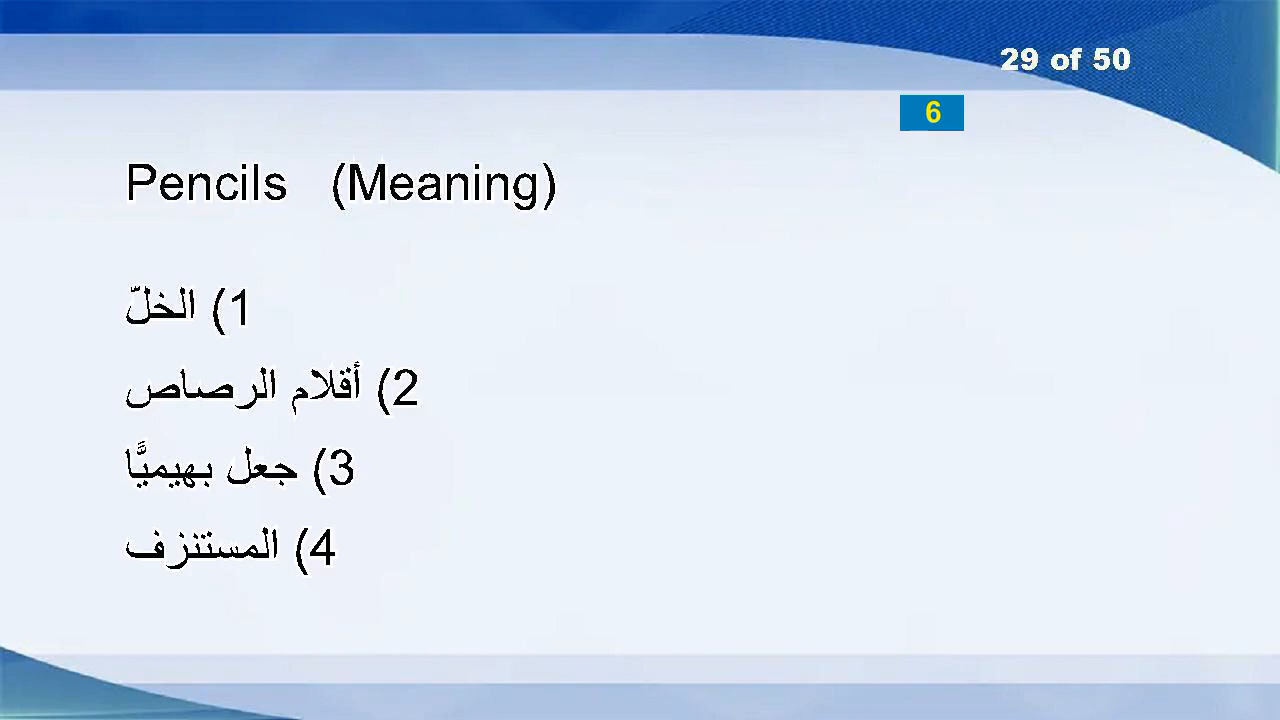 29 of 50
6
Pencils (Meaning)
1) الخلّ
2) أقلام الرصاص
3) جعل بهيميًّا
4) المستنزف